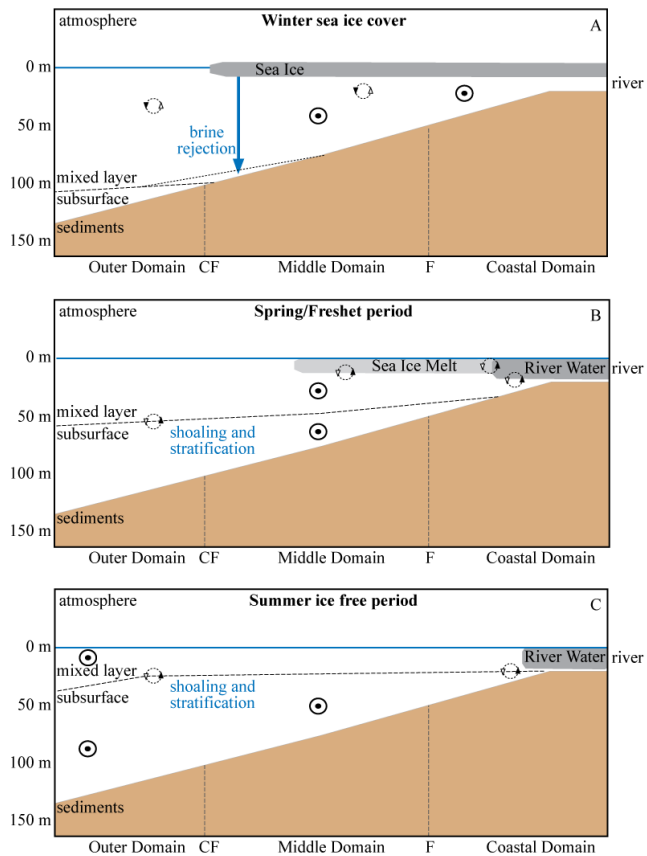 atmosphere Winter sea ice cover A
0 m Sea Ice river
50 m
brine
rejection
mixed layer
100 m subsurface
sediments
150 m
Outer Domain CF Middle Domain F Coastal Domain
atmosphere Spring/Freshet period B
0 m Sea Ice Melt River Water river
50 m mixed layer
subsurface shoaling and
stratification
100 m
sediments
150 m
Outer Domain CF Middle Domain F Coastal Domain
atmosphere Summer ice free period C
0 m River Water river
mixed layer
subsurface shoaling and
50 m stratification
100 m
sediments
150 m
Outer Domain CF Middle Domain F Coastal Domain